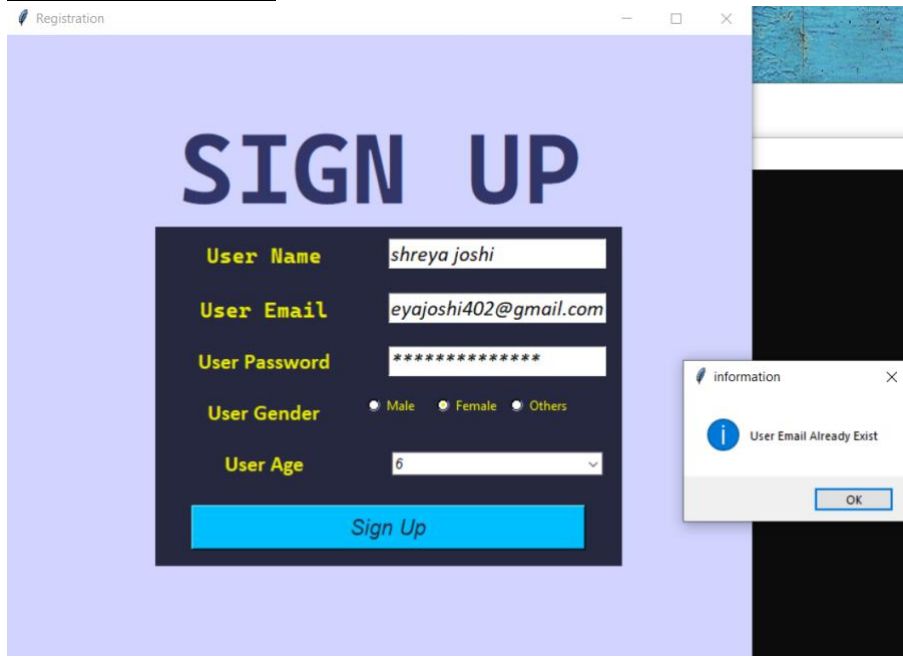 Registration
SIGN UP
User Name shreya joshi
User Email eyajoshi402@gmail.com
User Password **************
User Gender Male Female Others
User Age 6
Sign Up
information
User Email Already Exist
OK